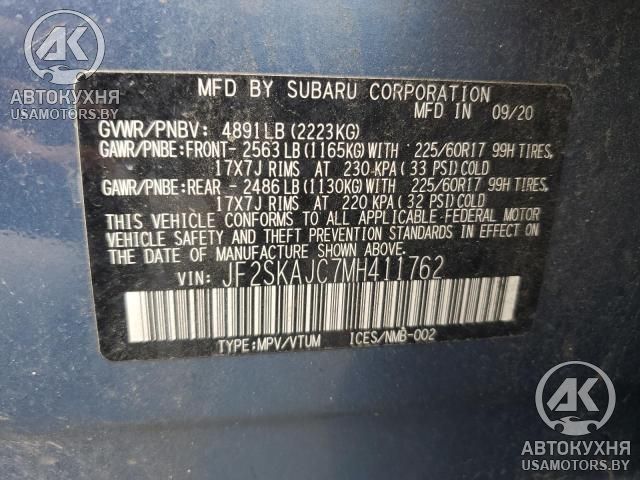 АК
АВТОКУХНЯ
USAMOTORS.BY
MFD BY SUBARU CORPORATION
MFD IN 09/20
GVWR/PNBV: 4891LB(2223KG)
GAWR/PNBE:FRONT- 2563LB(1165KG)WITH 225/60R17 99H TIRES,
17X7J RIMS AT 230 KPA (33 PSI)COLD
GAWR/PNBE:REAR - 2486LB(1130KG)WITH 225/60R17 99H TIRES,
17X7J RIMS AT 220 KPA (32 PSI)COLD
THIS VEHICLE CONFORMS TO ALL APPLICABLE FEDERAL MOTOR
VEHICLE SAFETY AND THEFT PREVENTION STANDARDS IN EFFECT
ON THE DATE OF MANUFACTURE SHOWN ABOVE.
VIN: JF2SKAJC7MH411762
TYPE:MPV/VTUM ICES/NMB-002
АК
АВТОКУХНЯ
USAMOTORS.BY